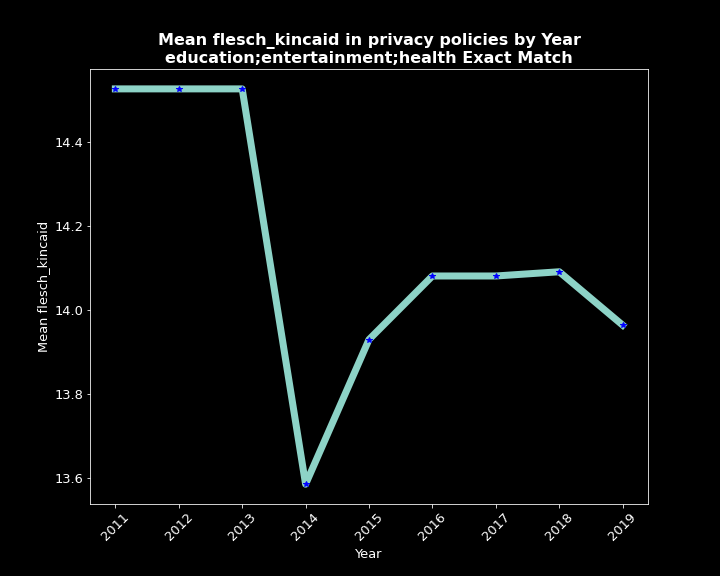 Mean flesch_kincaid in privacy policies by Year
education;entertainment;health Exact Match
Mean flesch_kincaid
14.4
14.2
14.0
13.8
13.6
2011 2012 2013 2014 2015 2016 2017 2018 2019
Year